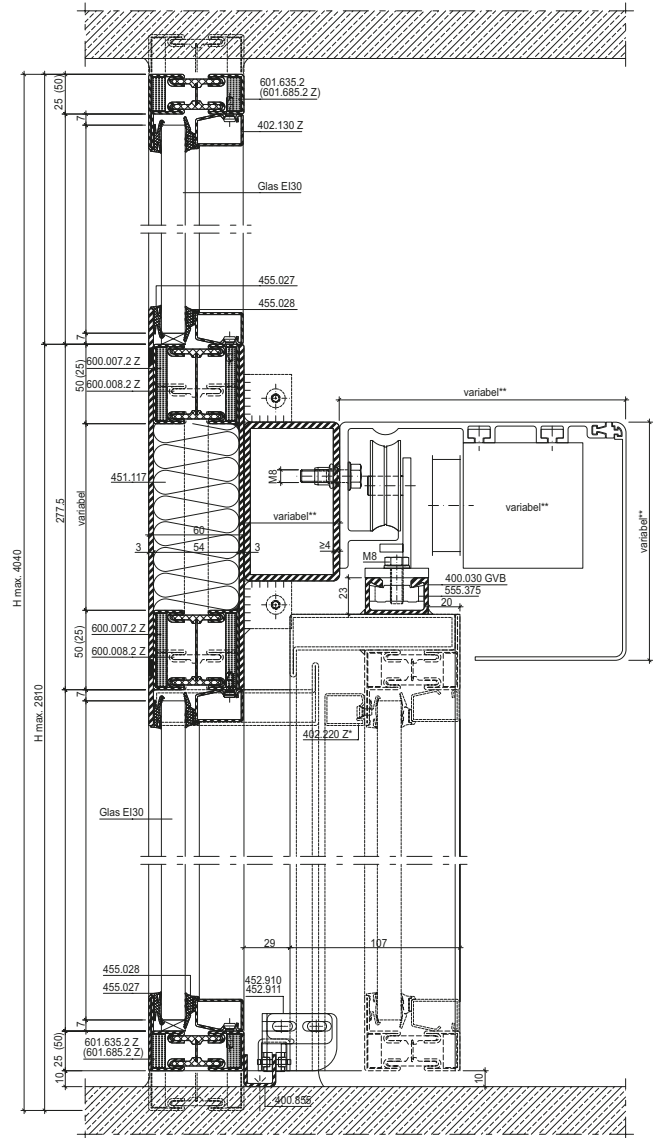 601.635.2
(601.685.2 Z)
25 (50)
7
402.130 Z
Glas EI30
455.027
455.028
7
600.007.2 Z
600.008.2 Z
50 (25)
variabel**
M8
451.117
variabel
277.5
variabel**
variabel**
variabel**
60
3
54
3
≥4
M8
400.030 GVB
555.375
20
23
H max. 4040
H max. 2810
600.007.2 Z
600.008.2 Z
50 (25)
7
402.220 Z*
Glas EI30
29
107
455.028
455.027
452.910
452.911
7
601.635.2 Z
(601.685.2 Z)
25 (50)
10
10
400.855